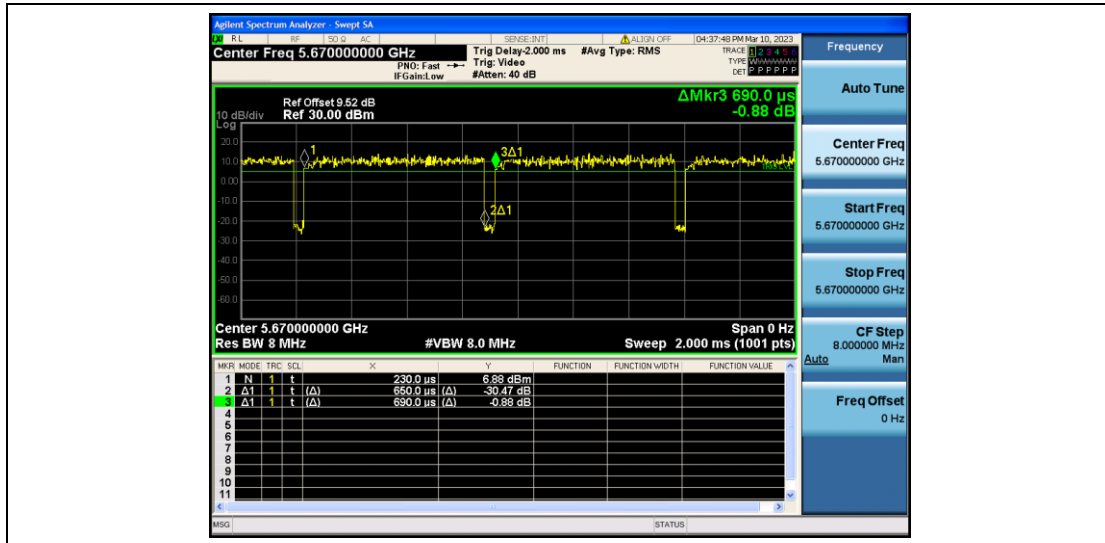 Agilent Spectrum Analyzer - Swept SA
RL RF 50 Ω AC SENSE:INT ALIGN OFF 04:37:48 PM Mar 10, 2023
Center Freq 5.670000000 GHz
PNO: Fast
IFGain:Low
Trig Delay-2.000 ms
Trig: Video
#Atten: 40 dB
#Avg Type: RMS
TRACE 1 2 3 4 5 6
TYPE
DET P P P P P P
Ref Offset 9.52 dB
10 dB/div Ref 30.00 dBm
Log
ΔMkr3 690.0 µs
-0.88 dB
20.0
10.0
0.00
-10.0
-20.0
-30.0
-40.0
-50.0
-60.0
1
3Δ1
2Δ1
Center 5.670000000 GHz Span 0 Hz
Res BW 8 MHz #VBW 8.0 MHz Sweep 2.000 ms (1001 pts)
MKR MODE TRC SCL X Y FUNCTION FUNCTION WIDTH FUNCTION VALUE
1 N 1 t 230.0 µs 6.88 dBm
2 Δ1 1 t (Δ) 650.0 µs (Δ) -30.47 dB
3 Δ1 1 t (Δ) 690.0 µs (Δ) -0.88 dB
4
5
6
7
8
9
10
11
MSG STATUS
Frequency
Auto Tune
Center Freq
5.670000000 GHz
Start Freq
5.670000000 GHz
Stop Freq
5.670000000 GHz
CF Step
8.000000 MHz
Auto Man
Freq Offset
0 Hz